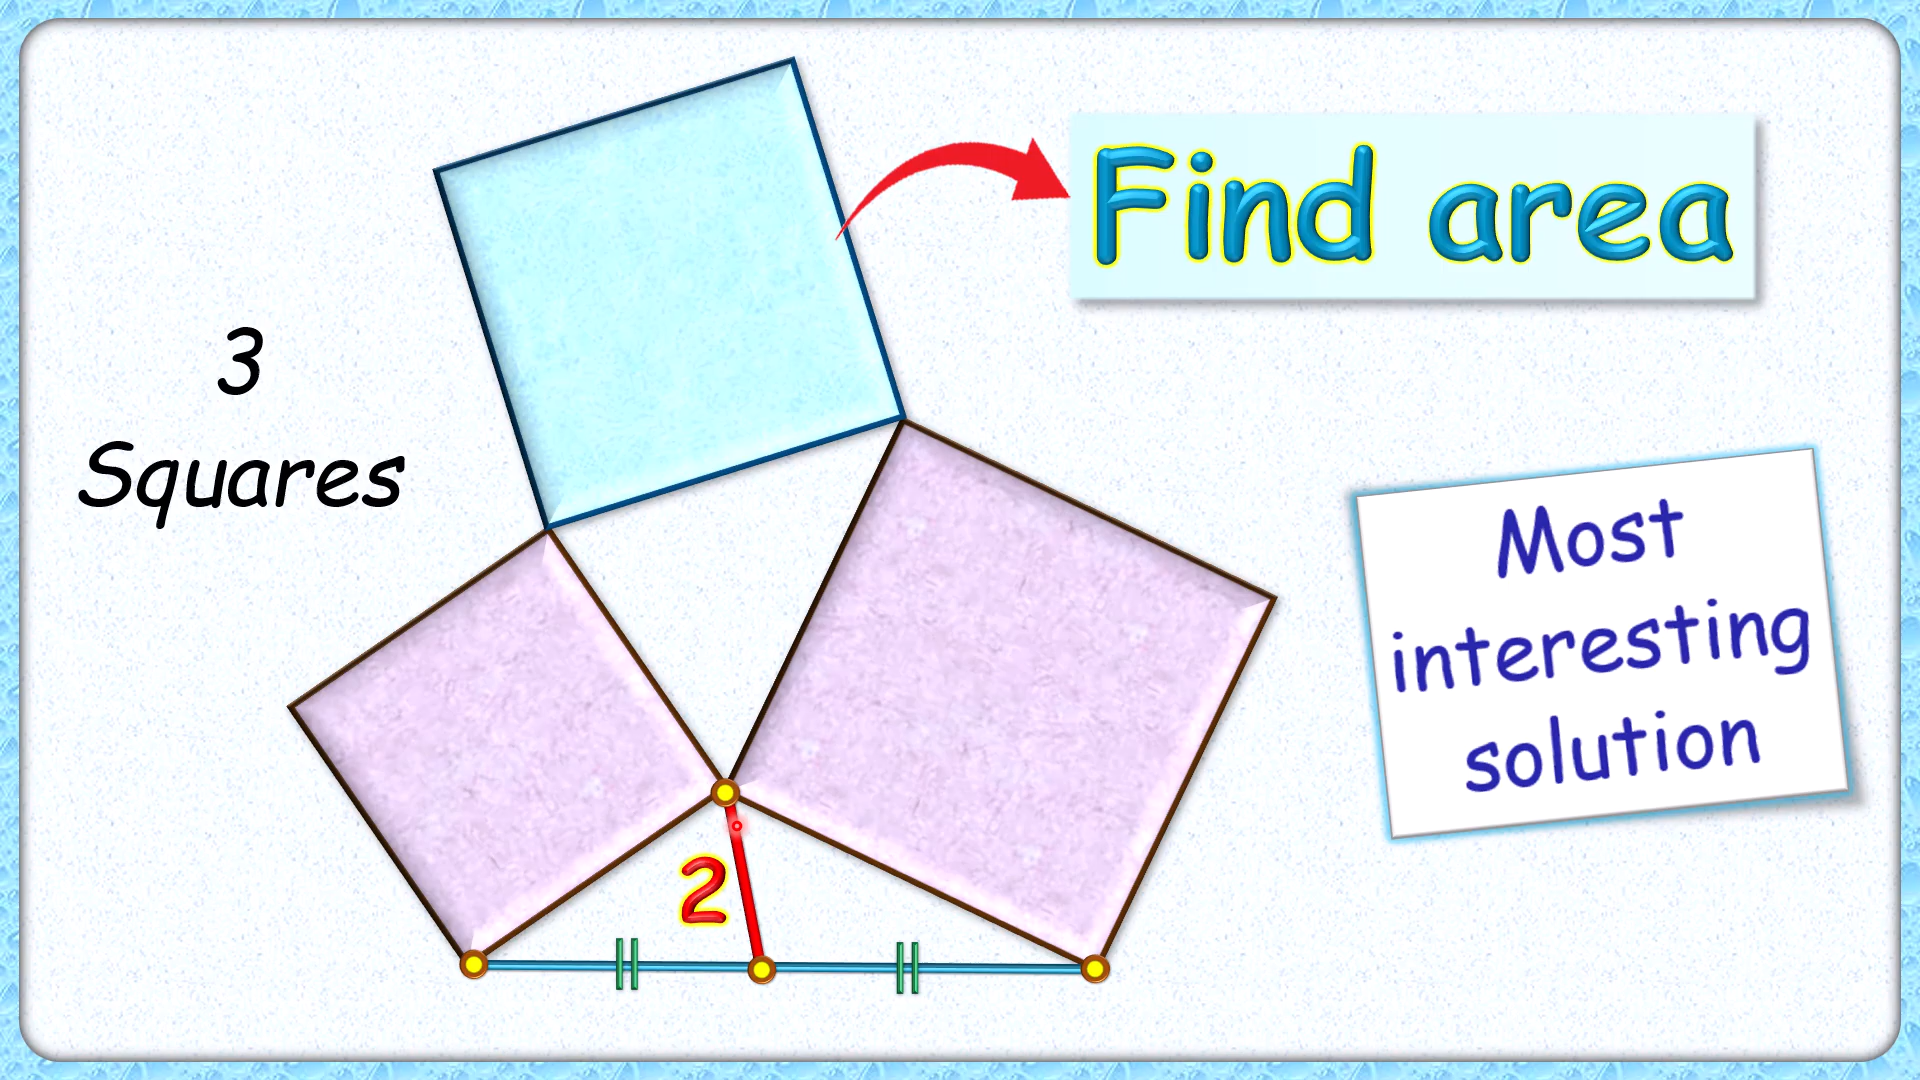 Find area
3
Squares
Most
interesting
solution
2